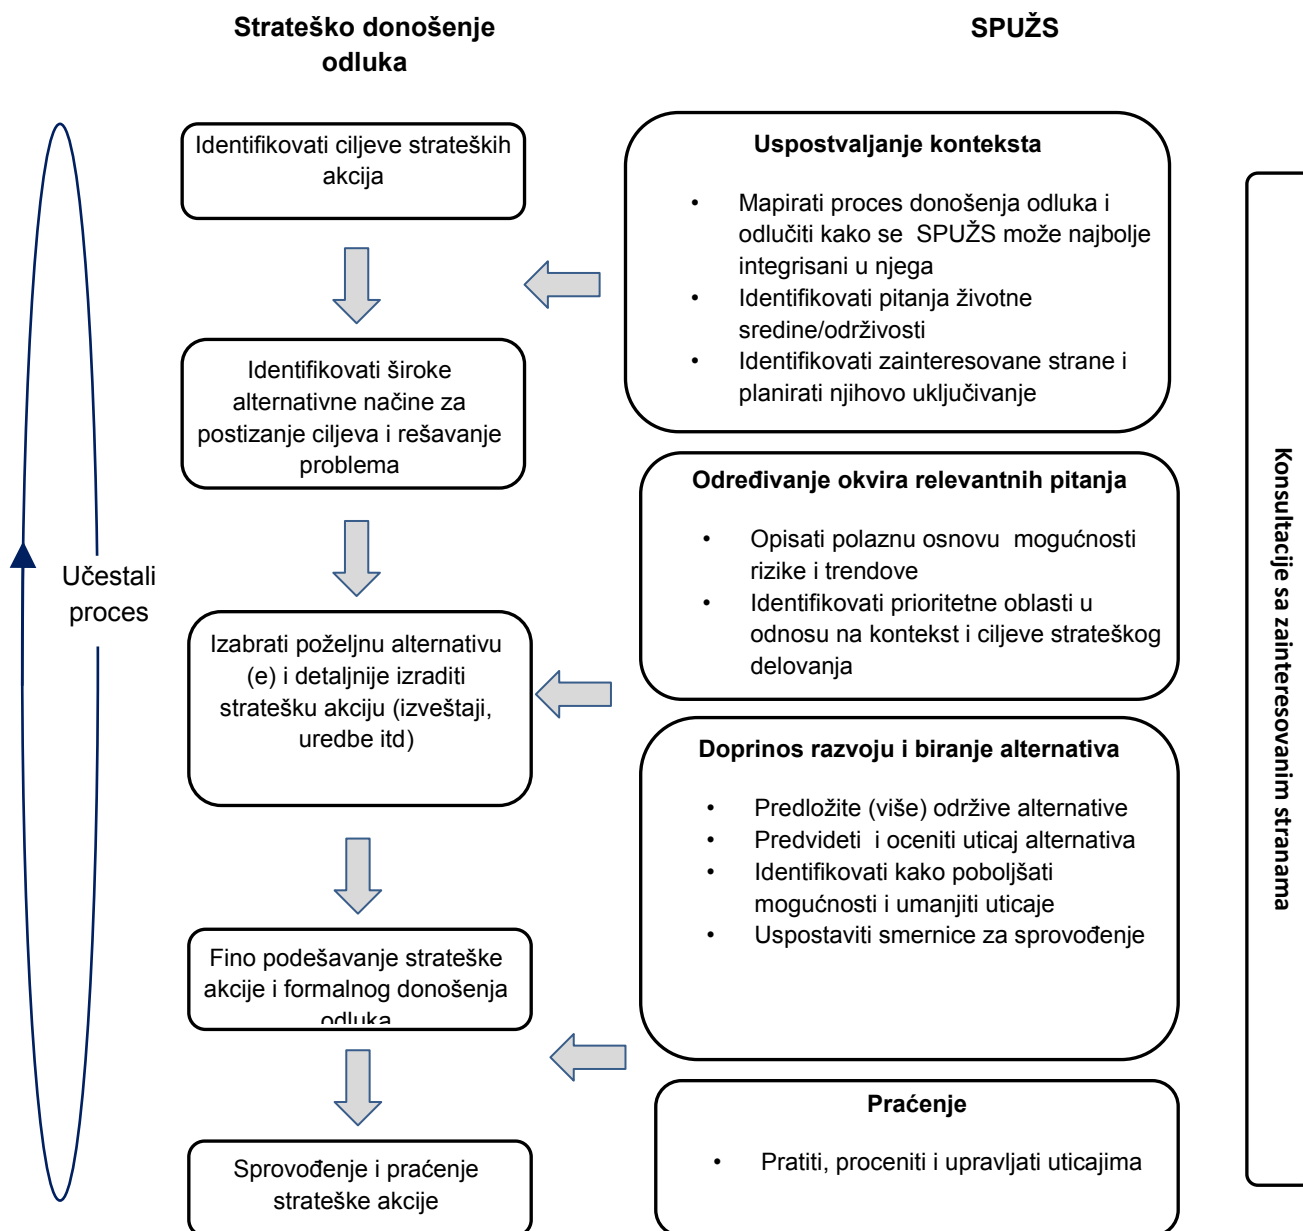 Strateško donošenje
odluka
SPUŽS
Identifikovati ciljeve strateških
akcija
Identifikovati široke
alternativne načine za
postizanje ciljeva i rešavanje
problema
Učestali
proces
Izabrati poželjnu alternativu
(e) i detaljnije izraditi
stratešku akciju (izveštaji,
uredbe itd)
Fino podešavanje strateške
akcije i formalnog donošenja
odluka
Sprovođenje i praćenje
strateške akcije
Uspostvaljanje konteksta
• Mapirati proces donošenja odluka i
odlučiti kako se SPUŽS može najbolje
integrisani u njega
• Identifikovati pitanja životne
sredine/održivosti
• Identifikovati zainteresovane strane i
planirati njihovo uključivanje
Određivanje okvira relevantnih pitanja
• Opisati polaznu osnovu mogućnosti
rizike i trendove
• Identifikovati prioritetne oblasti u
odnosu na kontekst i ciljeve strateškog
delovanja
Doprinos razvoju i biranje alternativa
• Predložite (više) održive alternative
• Predvideti i oceniti uticaj alternativa
• Identifikovati kako poboljšati
mogućnosti i umanjiti uticaje
• Uspostaviti smernice za sprovođenje
Praćenje
• Pratiti, proceniti i upravljati uticajima
Konsultacije sa zainteresovanim stranama